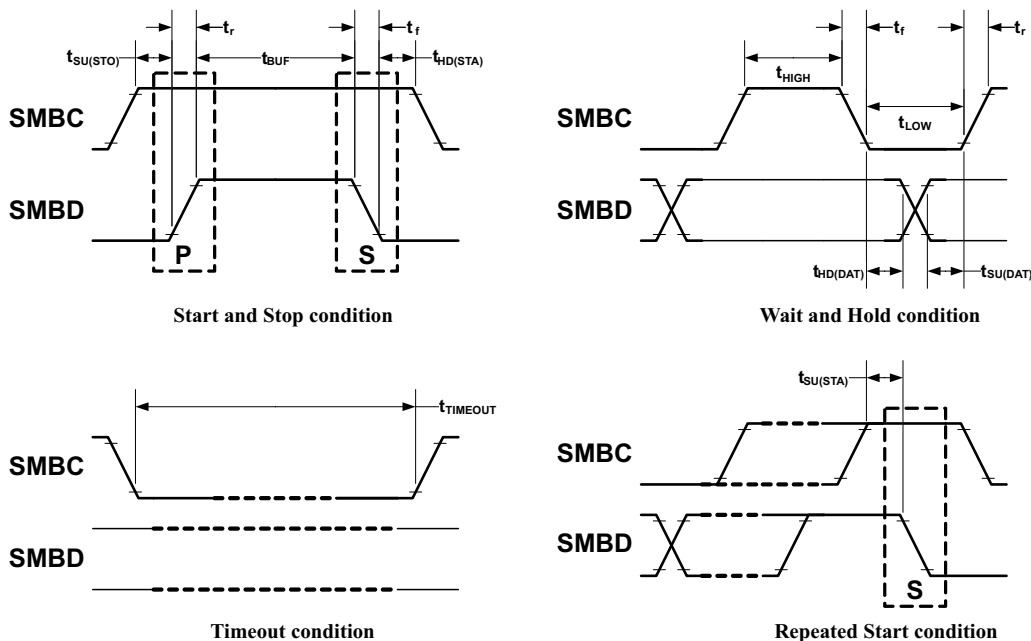 tr
tf
tSU(STO)
tBUF
tHD(STA)
SMBC
SMBD
P
S
Start and Stop condition
tf
tr
tHIGH
tLOW
SMBC
SMBD
tHD(DAT)
tSU(DAT)
Wait and Hold condition
tTIMEOUT
SMBC
SMBD
Timeout condition
tSU(STA)
SMBC
SMBD
S
Repeated Start condition